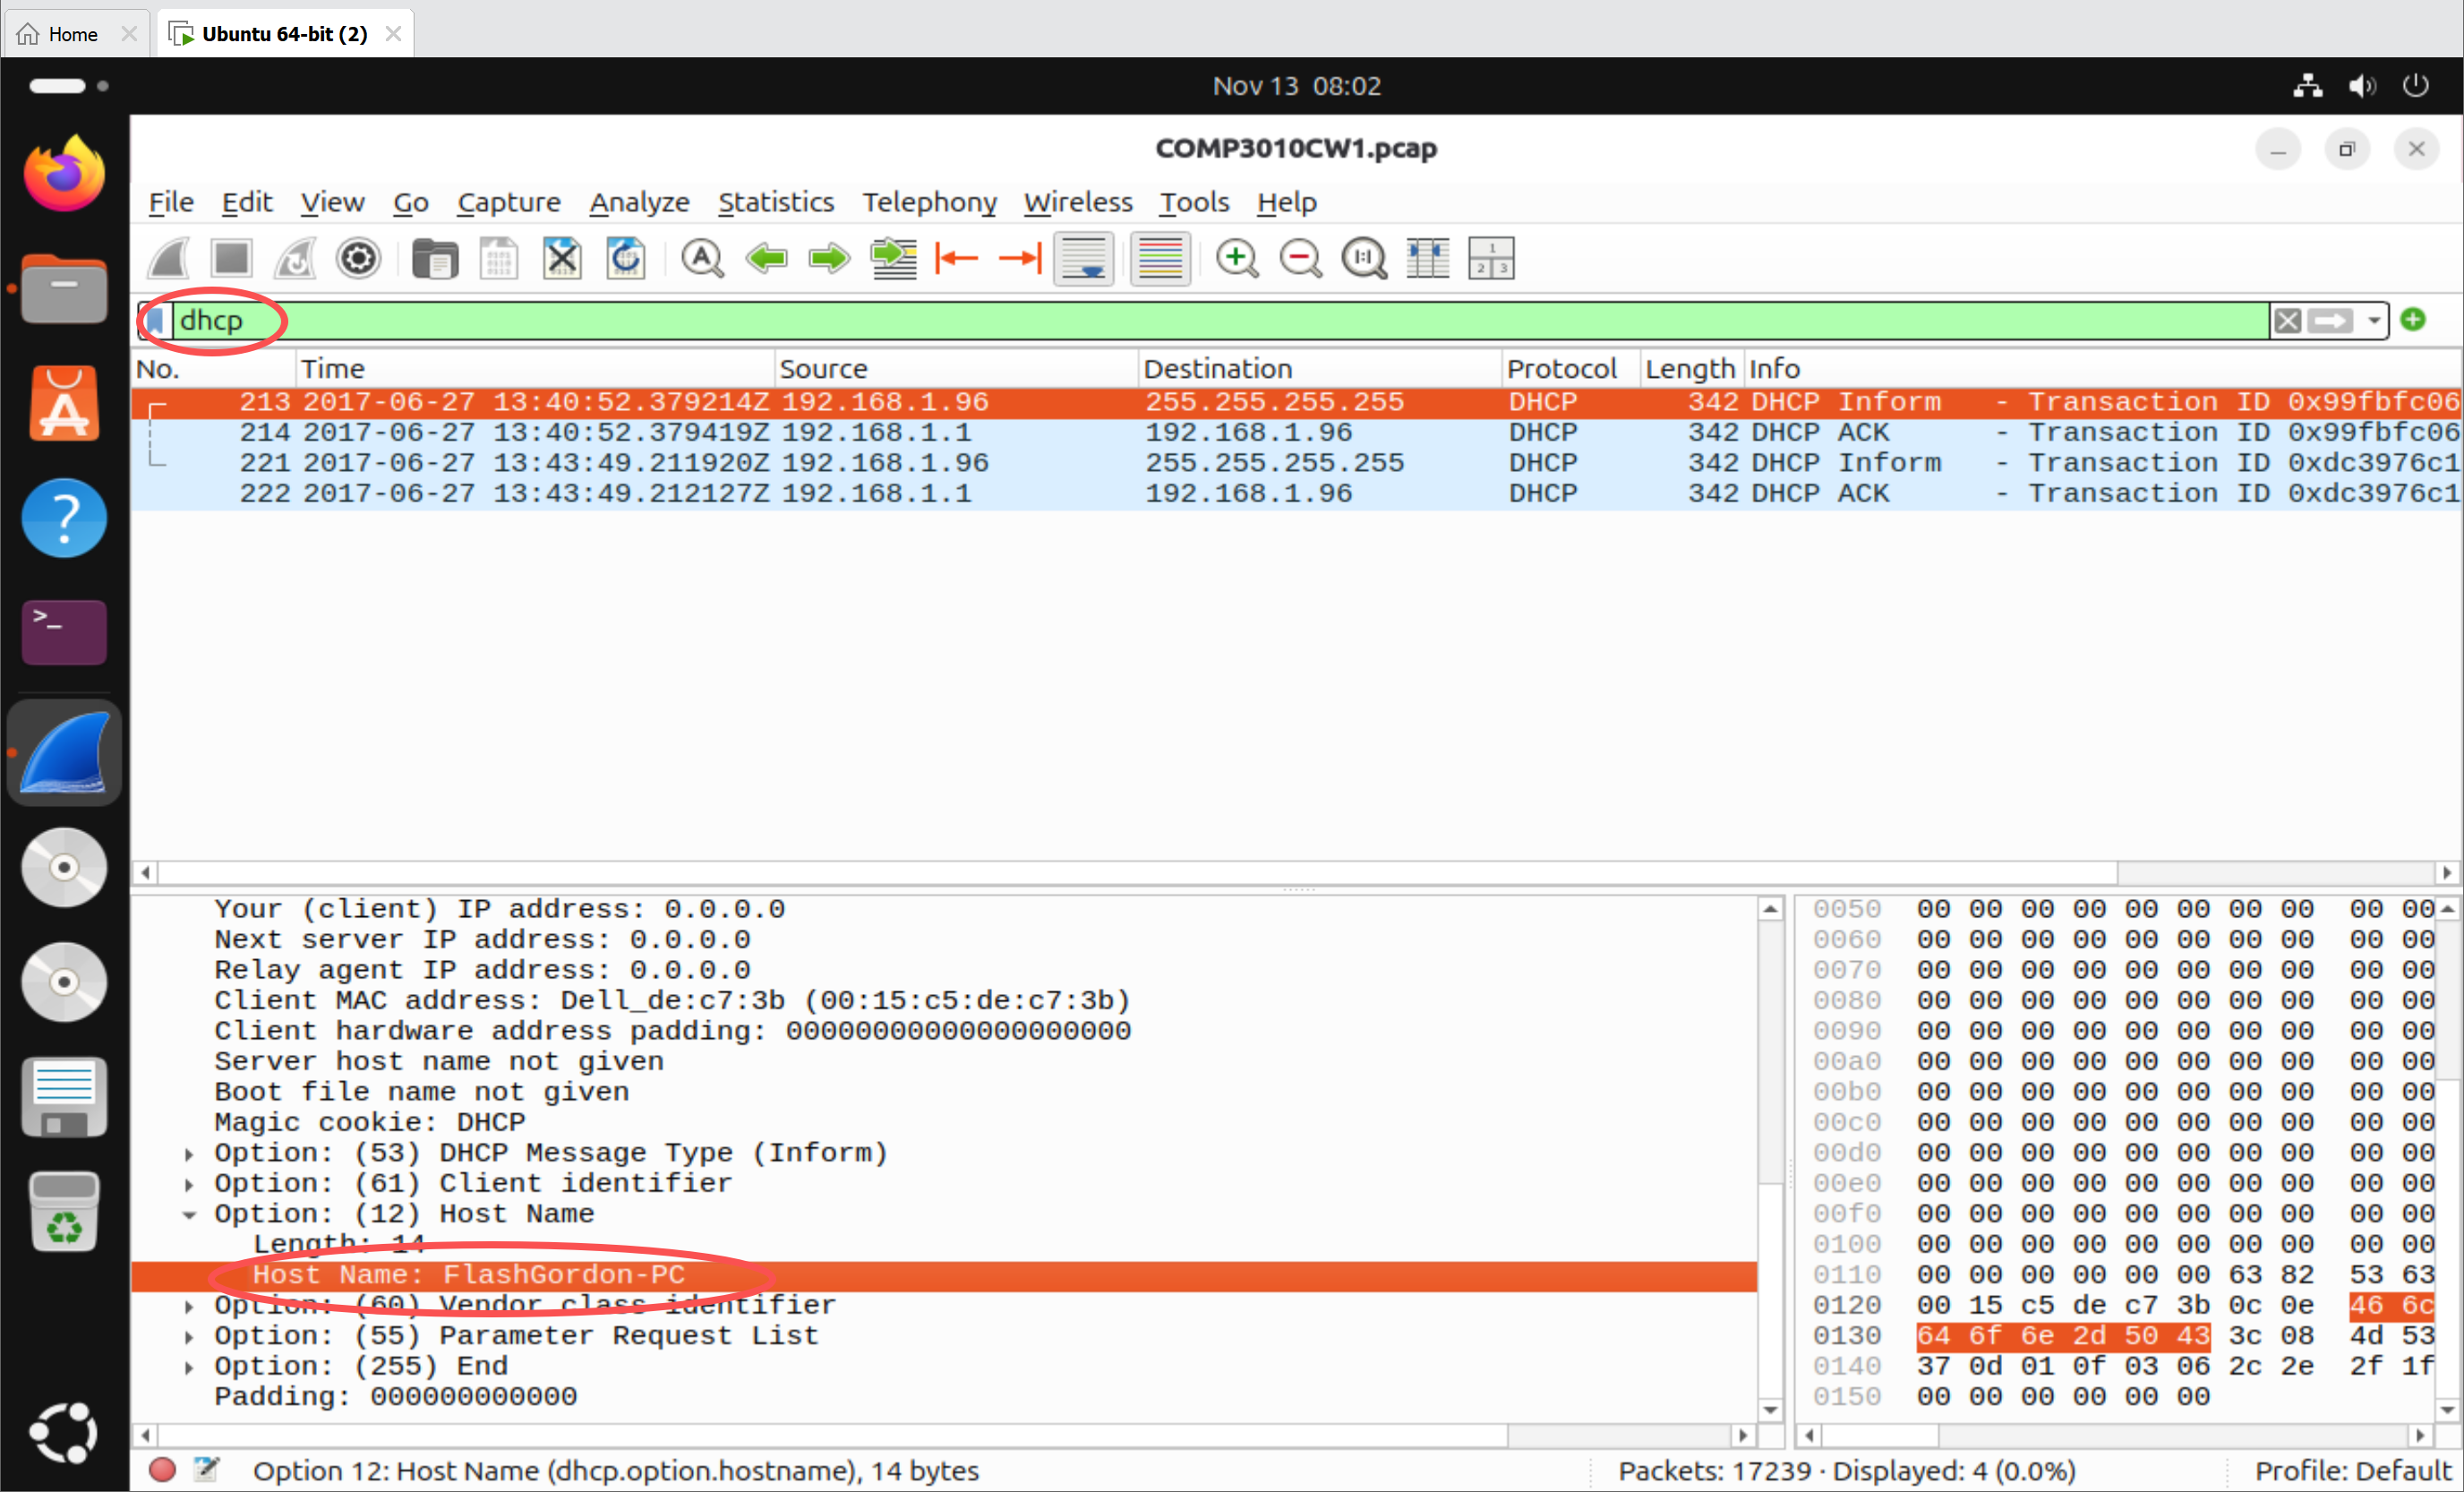 Home
Ubuntu 64-bit (2)
Nov 13 08:02
COMP3010CW1.pcap
File Edit View Go Capture Analyze Statistics Telephony Wireless Tools Help
dhcp
No. Time Source Destination Protocol Length Info
213 2017-06-27 13:40:52.379214Z 192.168.1.96 255.255.255.255 DHCP 342 DHCP Inform - Transaction ID 0x99fbfc06
214 2017-06-27 13:40:52.379419Z 192.168.1.1 192.168.1.96 DHCP 342 DHCP ACK - Transaction ID 0x99fbfc06
221 2017-06-27 13:43:49.211920Z 192.168.1.96 255.255.255.255 DHCP 342 DHCP Inform - Transaction ID 0xdc3976c1
222 2017-06-27 13:43:49.212127Z 192.168.1.1 192.168.1.96 DHCP 342 DHCP ACK - Transaction ID 0xdc3976c1
Your (client) IP address: 0.0.0.0
Next server IP address: 0.0.0.0
Relay agent IP address: 0.0.0.0
Client MAC address: Dell_de:c7:3b (00:15:c5:de:c7:3b)
Client hardware address padding: 00000000000000000000
Server host name not given
Boot file name not given
Magic cookie: DHCP
Option: (53) DHCP Message Type (Inform)
Option: (61) Client identifier
Option: (12) Host Name
Length: 14
Host Name: FlashGordon-PC
Option: (60) Vendor class identifier
Option: (55) Parameter Request List
Option: (255) End
Padding: 000000000000
0050 00 00 00 00 00 00 00 00 00 00
0060 00 00 00 00 00 00 00 00 00 00
0070 00 00 00 00 00 00 00 00 00 00
0080 00 00 00 00 00 00 00 00 00 00
0090 00 00 00 00 00 00 00 00 00 00
00a0 00 00 00 00 00 00 00 00 00 00
00b0 00 00 00 00 00 00 00 00 00 00
00c0 00 00 00 00 00 00 00 00 00 00
00d0 00 00 00 00 00 00 00 00 00 00
00e0 00 00 00 00 00 00 00 00 00 00
00f0 00 00 00 00 00 00 00 00 00 00
0100 00 00 00 00 00 00 00 00 00 00
0110 00 00 00 00 00 00 63 82 53 63
0120 00 15 c5 de c7 3b 0c 0e 46 6c
0130 64 6f 6e 2d 50 43 3c 08 4d 53
0140 37 0d 01 0f 03 06 2c 2e 2f 1f
0150 00 00 00 00 00 00
Option 12: Host Name (dhcp.option.hostname), 14 bytes
Packets: 17239 · Displayed: 4 (0.0%)
Profile: Default